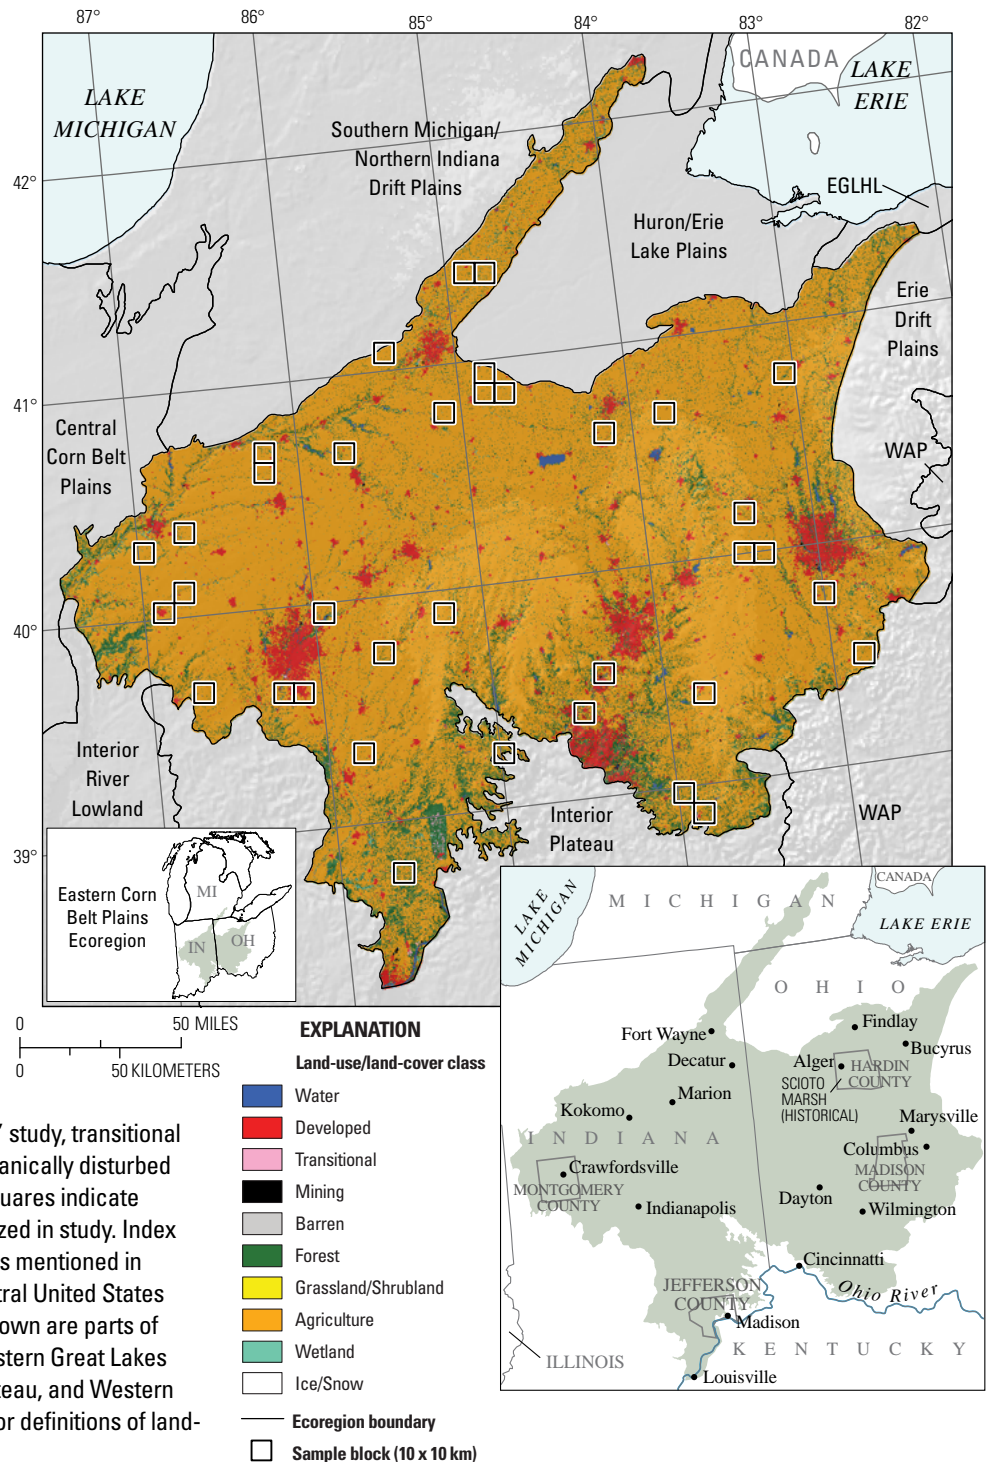 87°
86°
85°
84°
83°
82°
CANADA
LAKE
ERIE
LAKE
MICHIGAN
Southern Michigan/
Northern Indiana
Drift Plains
42°
EGLHL
Huron/Erie
Lake Plains
Erie
Drift
Plains
41°
Central
Corn Belt
Plains
WAP
40°
Interior
River
Lowland
Interior
Plateau
WAP
39°
Eastern Corn
Belt Plains
Ecoregion
MI
IN
OH
0 50 MILES
0 50 KILOMETERS
LAKE
MICHIGAN
MICHIGAN
CANADA
LAKE ERIE
OHIO
Fort Wayne
Findlay
Decatur
Bucyrus
Alger
HARDIN
COUNTY
SCIOTO
MARSH
(HISTORICAL)
Marion
Kokomo
Marysville
INDIANA
Columbus
Crawfordsville
MADISON
COUNTY
MONTGOMERY
COUNTY
Dayton
Indianapolis
Wilmington
Cincinnatti
JEFFERSON
COUNTY
Ohio River
Madison
KENTUCKY
ILLINOIS
Louisville
EXPLANATION
Land-use/land-cover class
Water
Developed
Transitional
Mining
Barren
Forest
Grassland/Shrubland
Agriculture
Wetland
Ice/Snow
Ecoregion boundary
Sample block (10 x 10 km)
study, transitional
anically disturbed
uares indicate
zed in study. Index
s mentioned in
tral United States
own are parts of
stern Great Lakes
teau, and Western
or definitions of land-